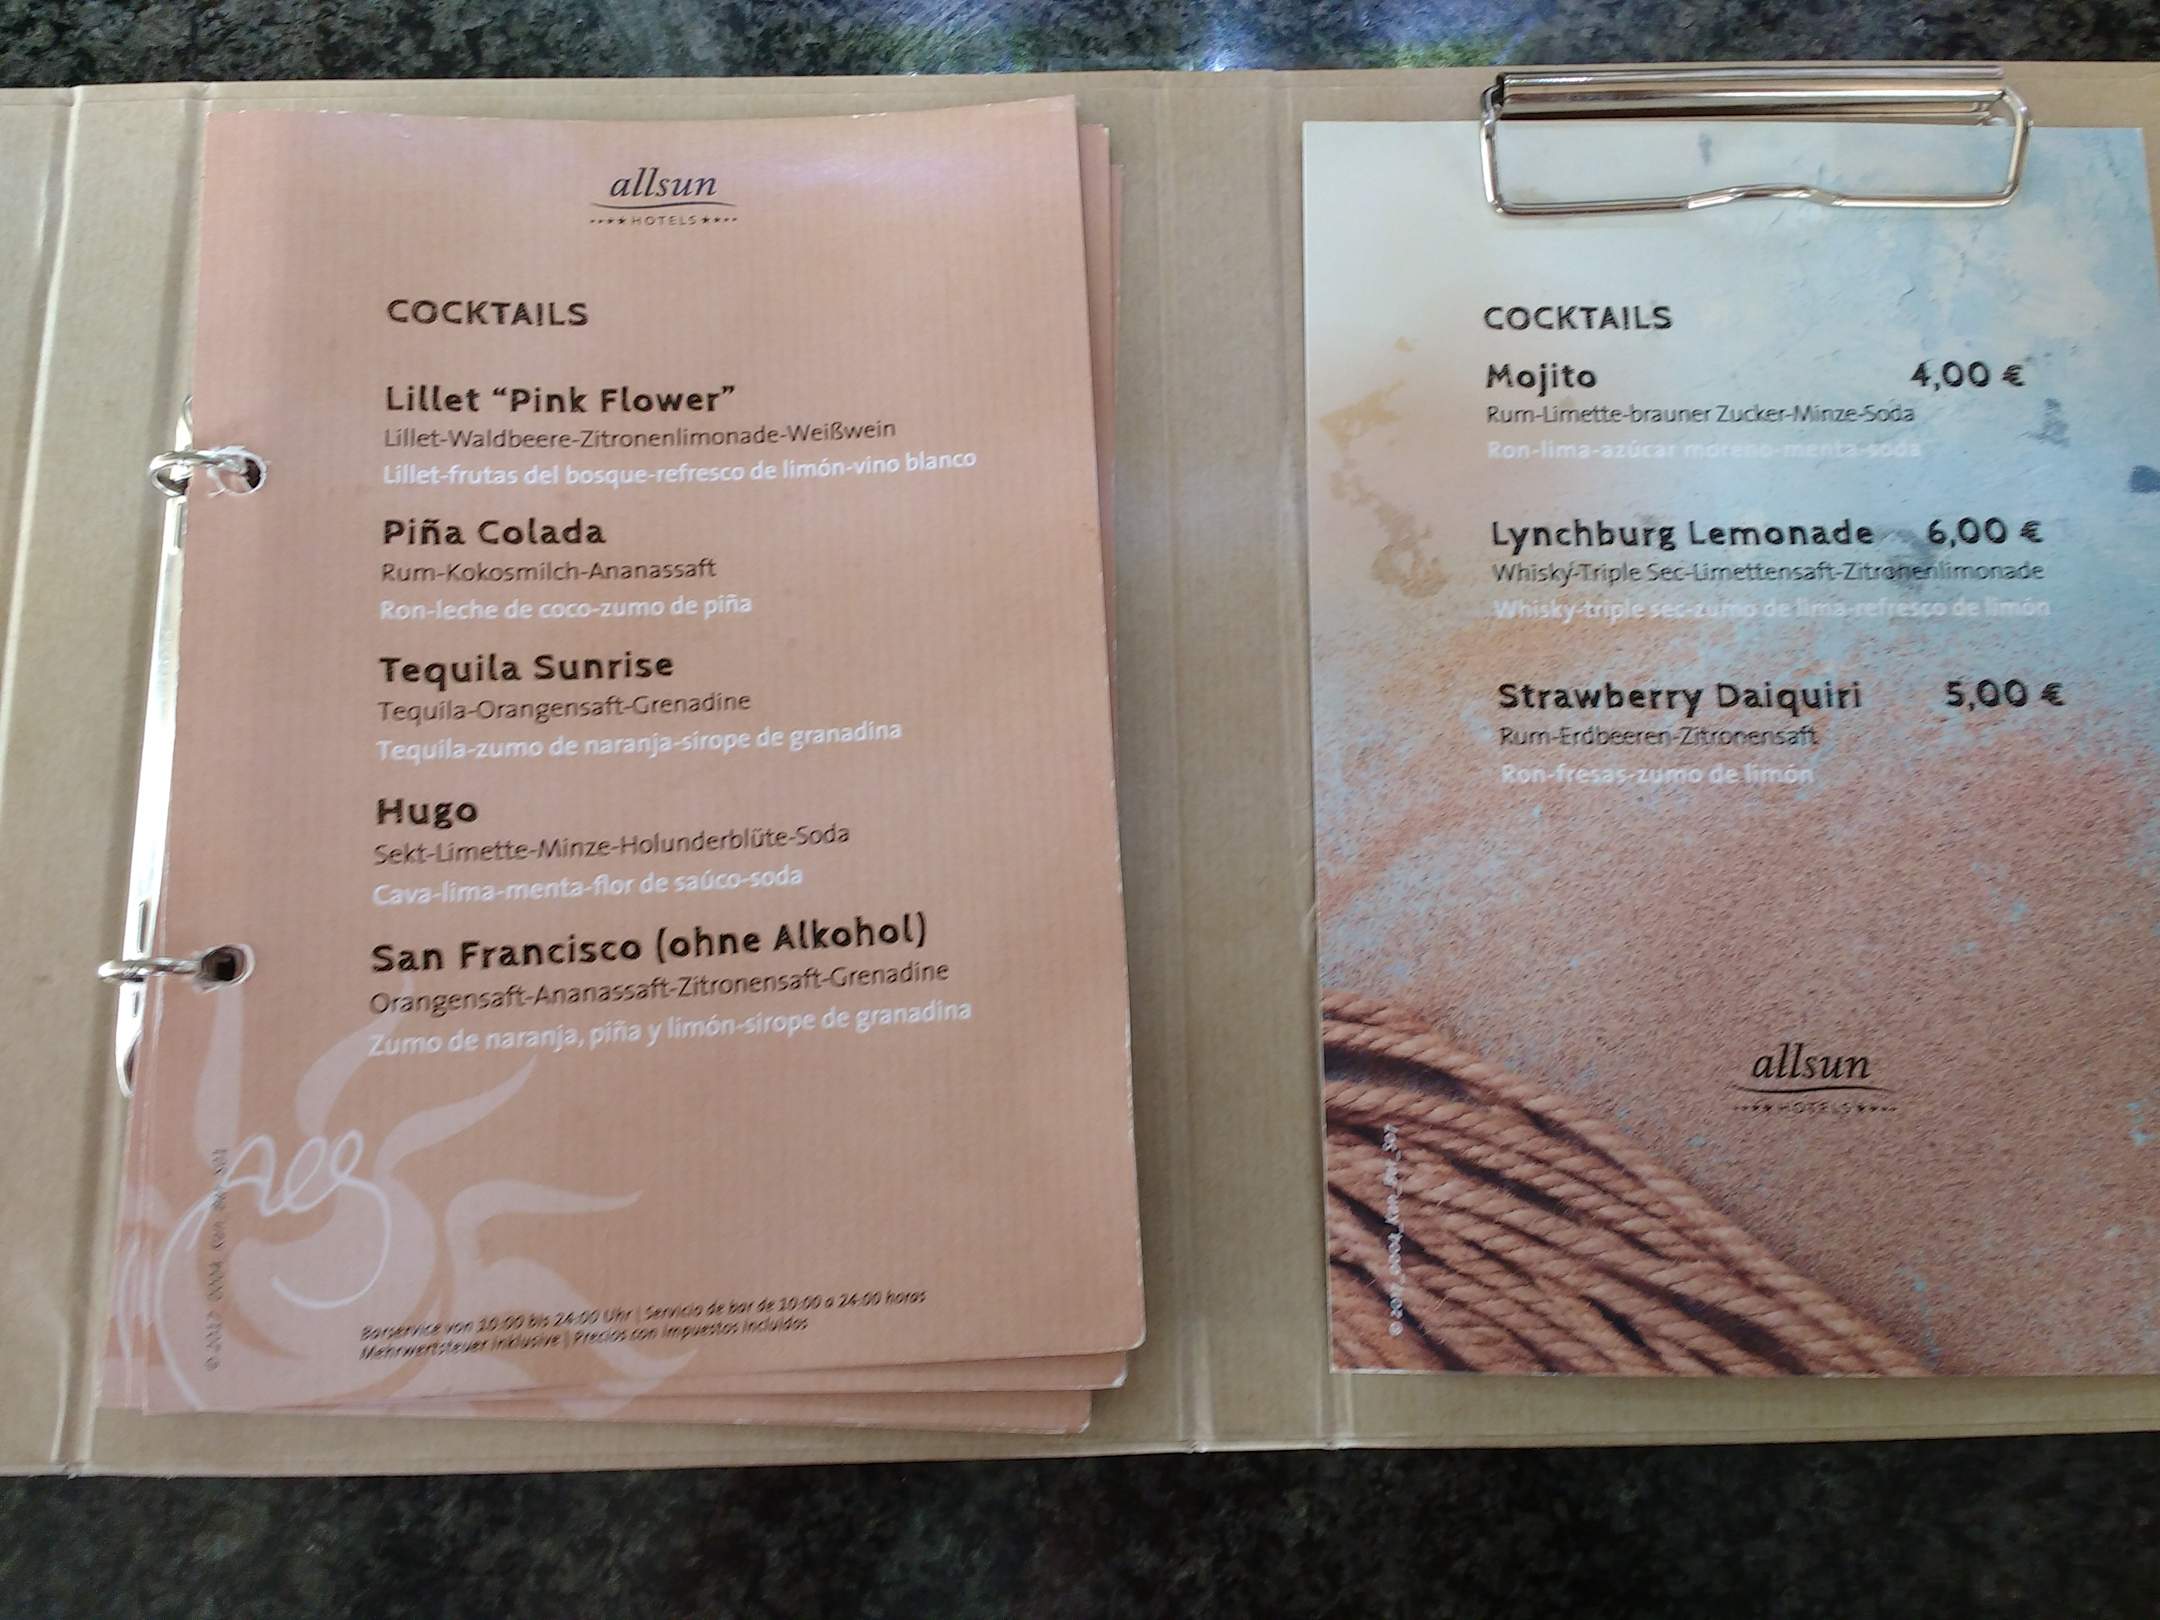 allsun
HOTELS
COCKTAILS
Lillet “Pink Flower”
Lillet-Waldbeere-Zitronenlimonade-Weißwein
Lillet-frutas del bosque-refresco de limón-vino blanco
Piña Colada
Rum-Kokosmilch-Ananassaft
Ron-leche de coco-zumo de piña
Tequila Sunrise
Tequila-Orangensaft-Grenadine
Tequila-zumo de naranja-sirope de granadina
Hugo
Sekt-Limette-Minze-Holunderblüte-Soda
Cava-lima-menta-flor de saúco-soda
San Francisco (ohne Alkohol)
Orangensaft-Ananassaft-Zitronensaft-Grenadine
Zumo de naranja, piña y limón-sirope de granadina
Barservice von 10:00 bis 24:00 Uhr | Servicio de bar de 10:00 a 24:00 horas
Mehrwertsteuer inklusive | Precios con impuestos incluidos
COCKTAILS
Mojito 4,00 €
Rum-Limette-brauner Zucker-Minze-Soda
Ron-lima-azúcar moreno-menta-soda
Lynchburg Lemonade 6,00 €
Whisky-Triple Sec-Limettensaft-Zitronenlimonade
Whisky-triple sec-zumo de lima-refresco de limón
Strawberry Daiquiri 5,00 €
Rum-Erdbeeren-Zitronensaft
Ron-fresas-zumo de limón
allsun
HOTELS